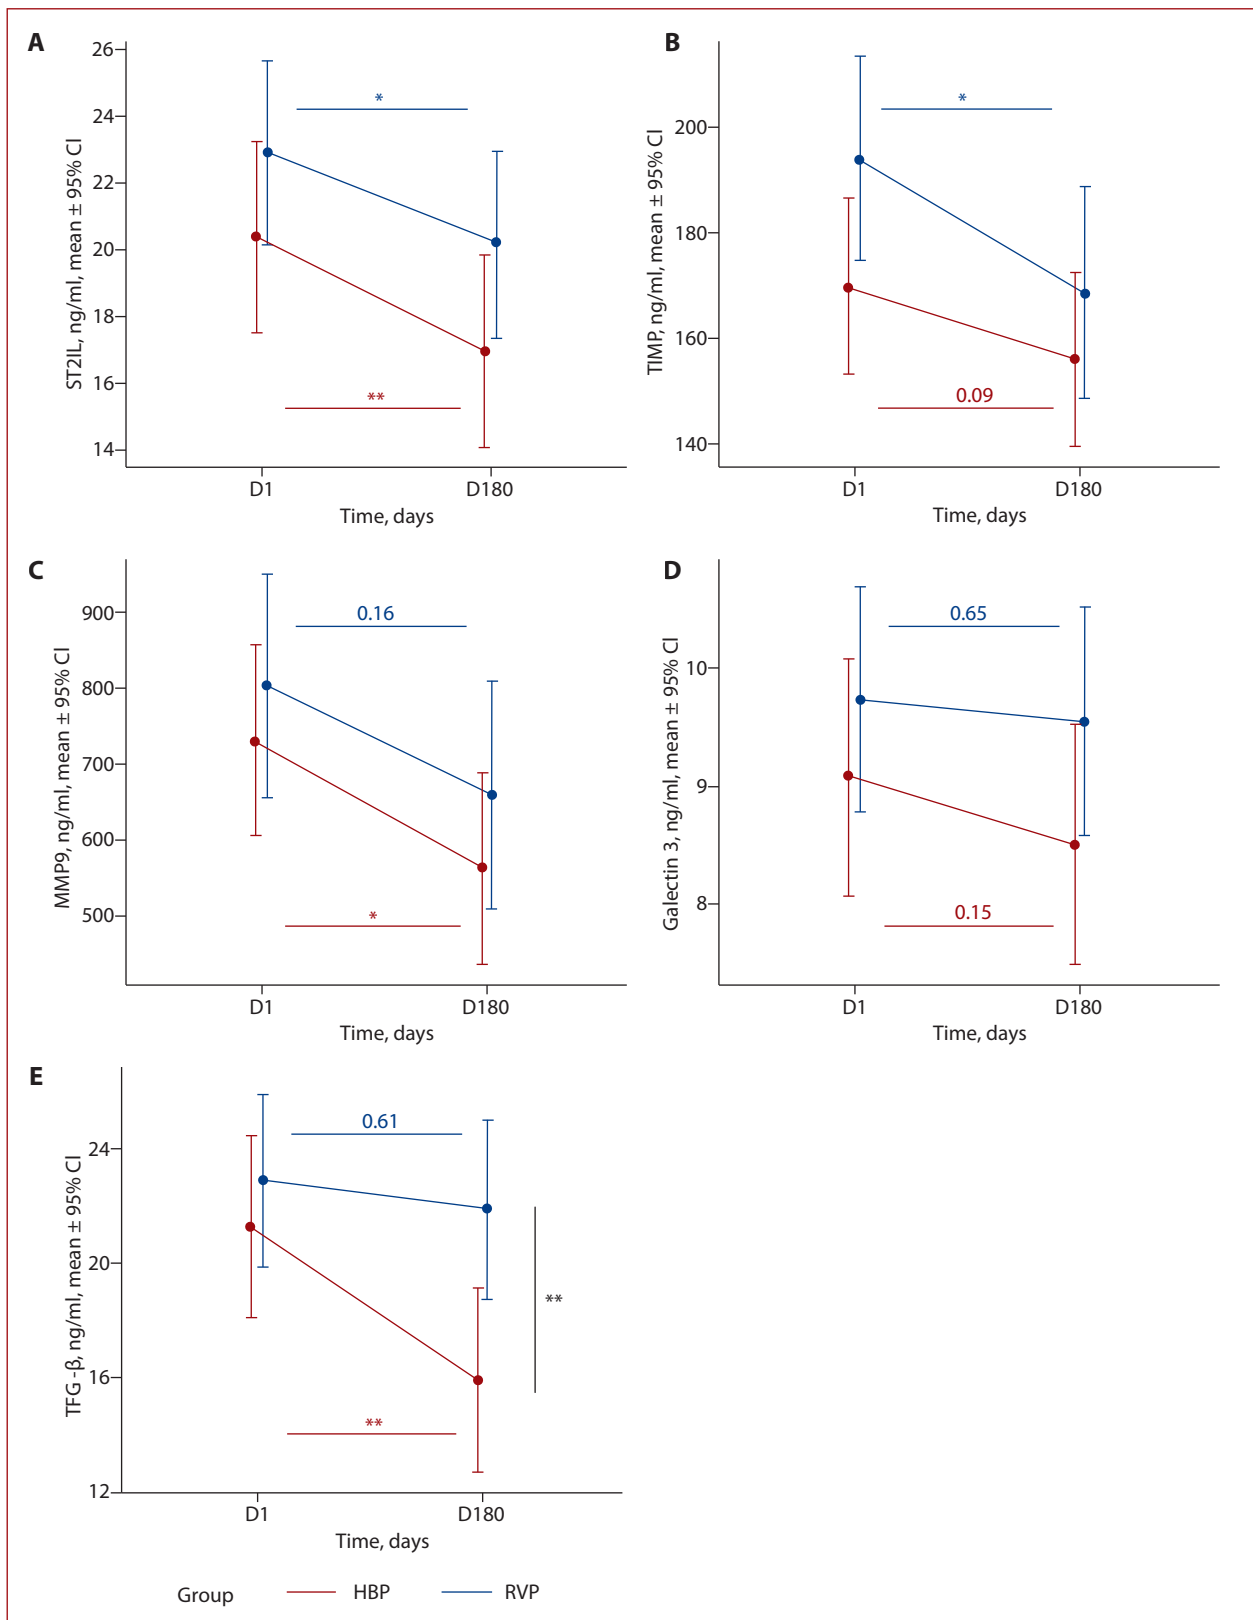 A
26
24
22
20
18
16
14
ST2IL, ng/ml, mean ± 95% CI
*
**
D1
D180
Time, days
B
200
180
160
140
TIMP, ng/ml, mean ± 95% CI
*
0.09
D1
D180
Time, days
C
900
800
700
600
500
MMP9, ng/ml, mean ± 95% CI
0.16
*
D1
D180
Time, days
D
10
9
8
Galectin 3, ng/ml, mean ± 95% CI
0.65
0.15
D1
D180
Time, days
E
24
20
16
12
TFG -β, ng/ml, mean ± 95% CI
0.61
**
**
D1
D180
Time, days
Group HBP RVP